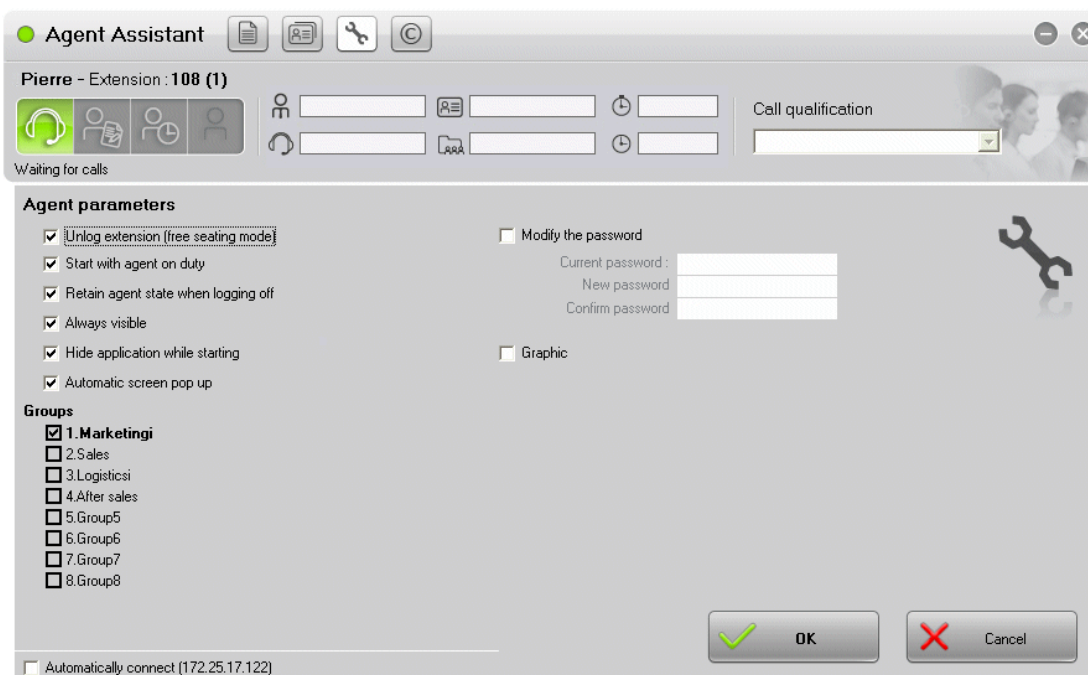 Agent Assistant ©
Pierre - Extension : 108 (1)
Call qualification
Waiting for calls
Agent parameters
Unlog extension (free seating mode)
Start with agent on duty
Retain agent state when logging off
Always visible
Hide application while starting
Automatic screen pop up
Modify the password
Current password :
New password
Confirm password
Graphic
Groups
1.Marketingi
2.Sales
3.Logisticsi
4.After sales
5.Group5
6.Group6
7.Group7
8.Group8
OK
Cancel
Automatically connect (172.25.17.122)